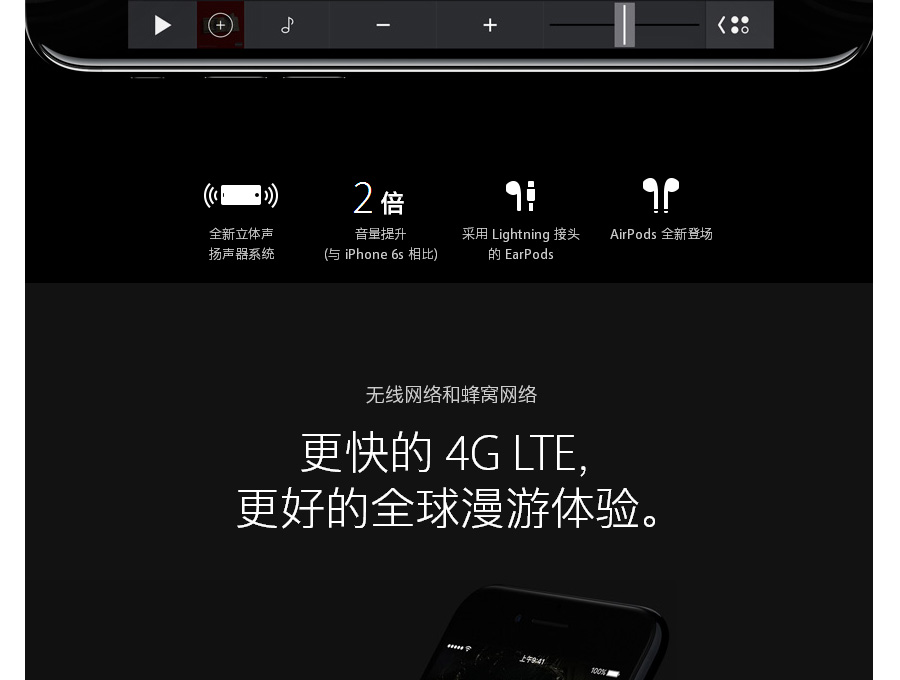 2 倍
全新立体声
扬声器系统
音量提升
(与 iPhone 6s 相比)
采用 Lightning 接头
的 EarPods
AirPods 全新登场
无线网络和蜂窝网络
更快的 4G LTE,
更好的全球漫游体验。
上午9:41
100%